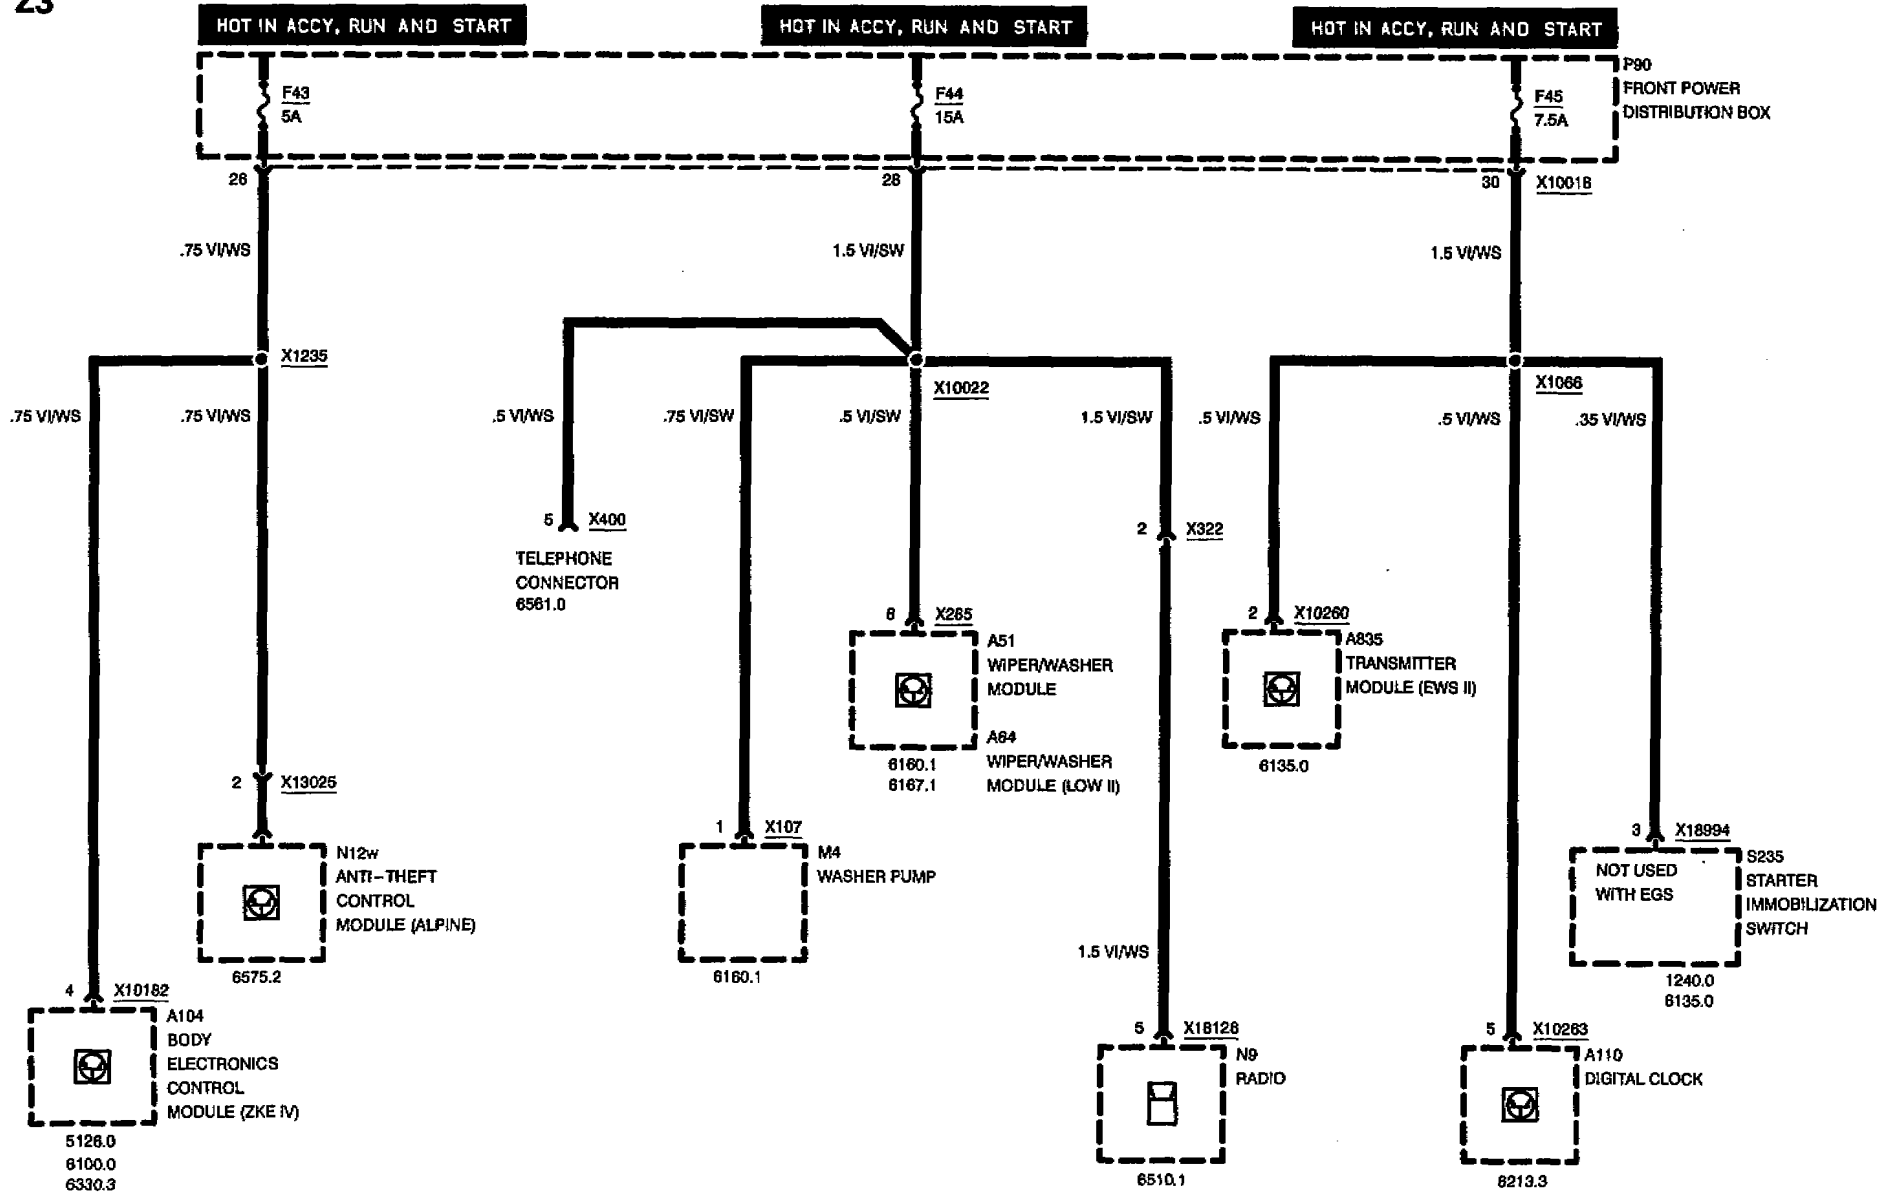 Z3
HOT IN ACCY, RUN AND START
HOT IN ACCY, RUN AND START
HOT IN ACCY, RUN AND START
P90
FRONT POWER
DISTRIBUTION BOX
F43
5A
F44
15A
F45
7.5A
26
28
30
X10018
.75 VI/WS
1.5 VI/SW
1.5 VI/WS
X1235
X10022
X1066
.75 VI/WS
.75 VI/WS
.5 VI/WS
.75 VI/SW
.5 VI/SW
1.5 VI/SW
.5 VI/WS
.5 VI/WS
.35 VI/WS
5
X400
TELEPHONE
CONNECTOR
6561.0
2
X322
8
X265
A51
WIPER/WASHER
MODULE
A64
WIPER/WASHER
MODULE (LOW II)
6160.1
6167.1
2
X10260
A835
TRANSMITTER
MODULE (EWS II)
6135.0
2
X13025
N12w
ANTI-THEFT
CONTROL
MODULE (ALPINE)
6575.2
1
X107
M4
WASHER PUMP
6160.1
3
X18994
NOT USED
WITH EGS
S235
STARTER
IMMOBILIZATION
SWITCH
1240.0
6135.0
1.5 VI/WS
4
X10182
A104
BODY
ELECTRONICS
CONTROL
MODULE (ZKE IV)
5126.0
6100.0
6330.3
5
X18126
N9
RADIO
6510.1
5
X10263
A110
DIGITAL CLOCK
6213.3